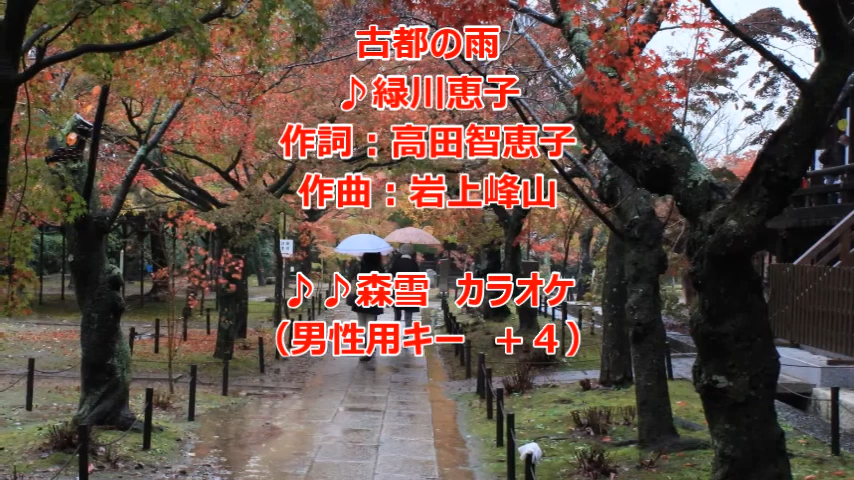 古都の雨
♪緑川恵子
作詞：高田智恵子
作曲：岩上峰山
♪♪森雪　カラオケ
（男性用キー　＋４）